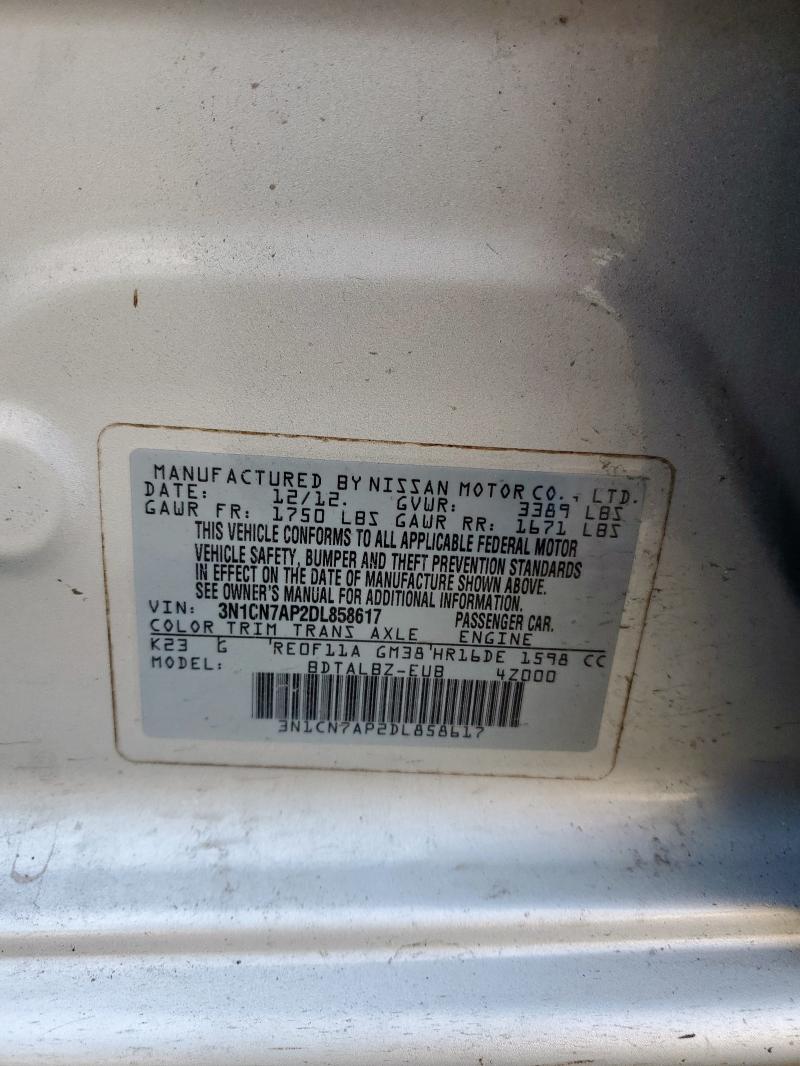 MANUFACTURED BY NISSAN MOTOR CO., LTD.
DATE: 12/12. GVWR: 3389 LBS
GAWR FR: 1750 LBS GAWR RR: 1671 LBS
THIS VEHICLE CONFORMS TO ALL APPLICABLE FEDERAL MOTOR
VEHICLE SAFETY, BUMPER AND THEFT PREVENTION STANDARDS
IN EFFECT ON THE DATE OF MANUFACTURE SHOWN ABOVE.
SEE OWNER'S MANUAL FOR ADDITIONAL INFORMATION.
VIN: 3N1CN7AP2DL858617 PASSENGER CAR.
COLOR TRIM TRANS AXLE ENGINE
K23 G RE0F11A GM38 HR16DE 1598 CC
MODEL: BDTALBZ-EUB 4Z000
3N1CN7AP2DL858617